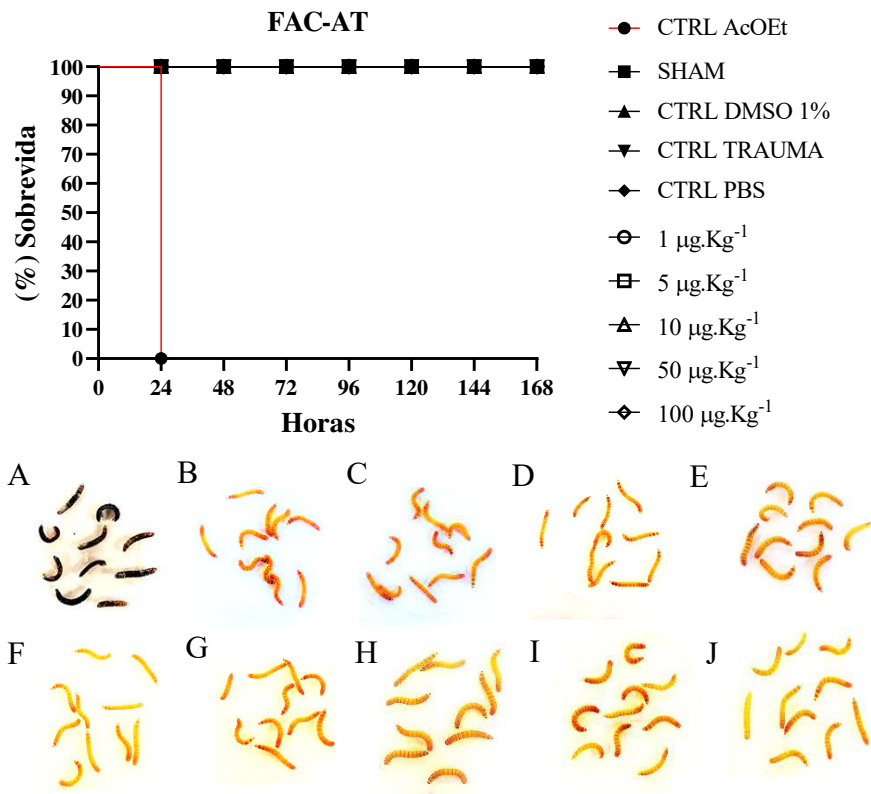 FAC-AT
(%) Sobrevida
100
90
80
70
60
50
40
30
20
10
0
0 24 48 72 96 120 144 168
Horas
CTRL AcOEt
SHAM
CTRL DMSO 1%
CTRL TRAUMA
CTRL PBS
1 µg.Kg⁻¹
5 µg.Kg⁻¹
10 µg.Kg⁻¹
50 µg.Kg⁻¹
100 µg.Kg⁻¹
A B C D E
F G H I J